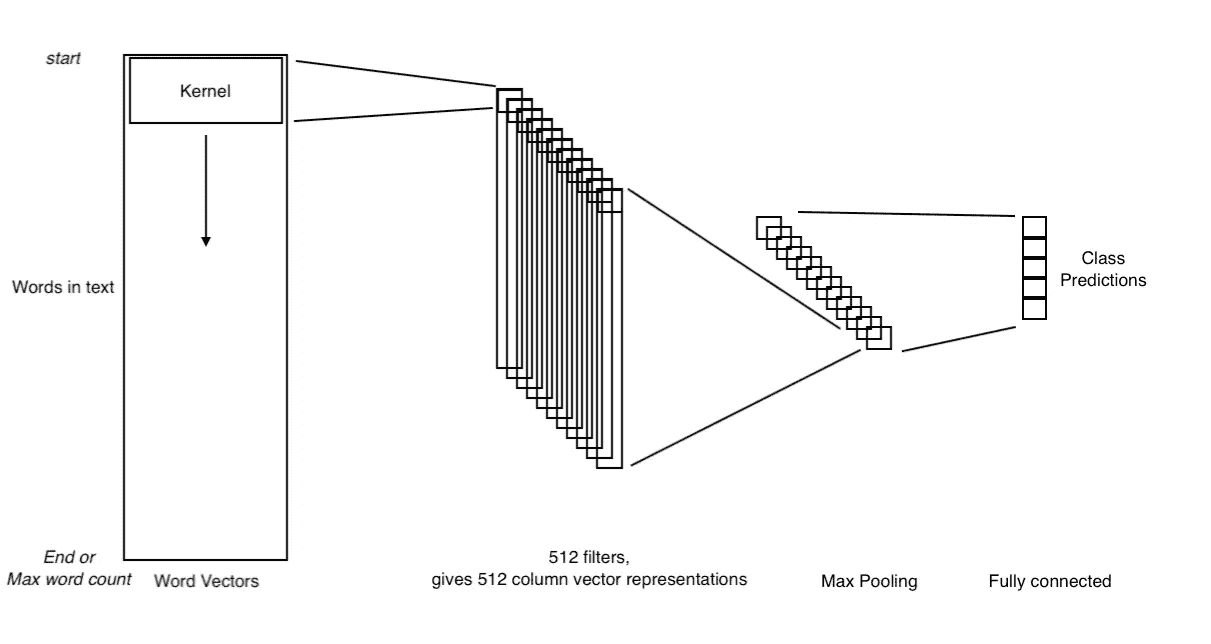 start
Kernel
Words in text
End or
Max word count
Word Vectors
512 filters,
gives 512 column vector representations
Max Pooling
Class
Predictions
Fully connected